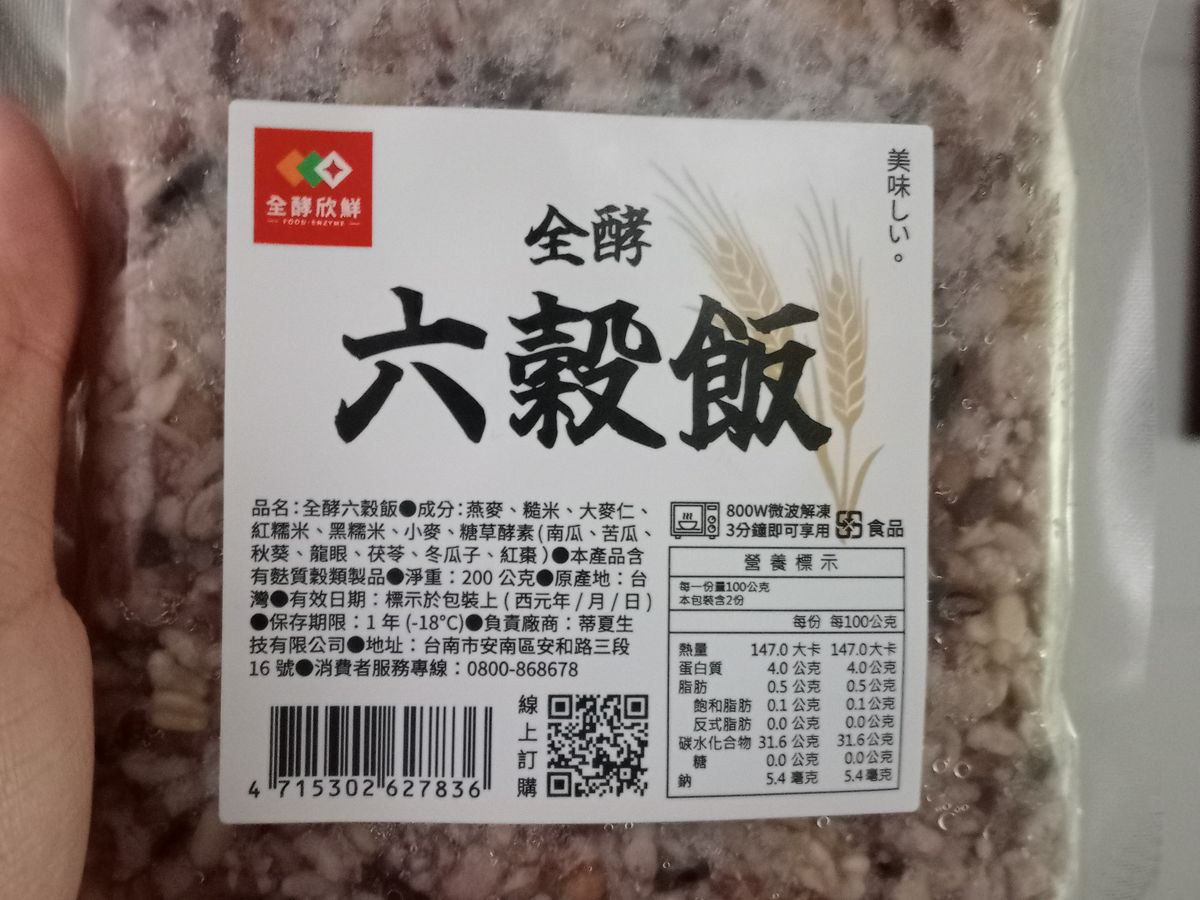 全酵欣鮮
FOOD · ENZYME
美味しい。
全酵
六穀飯
品名：全酵六穀飯●成分：燕麥、糙米、大麥仁、
紅糯米、黑糯米、小麥、糖草酵素(南瓜、苦瓜、
秋葵、龍眼、茯苓、冬瓜子、紅棗)●本產品含
有麩質穀類製品●淨重：200 公克●原產地：台
灣●有效日期：標示於包裝上 ( 西元年 / 月 / 日 )
●保存期限：1 年 (-18°C)●負責廠商：蒂夏生
技有限公司●地址：台南市安南區安和路三段
16 號●消費者服務專線：0800-868678
800W微波解凍
3分鐘即可享用
食品
營養標示
每一份量100公克
本包裝含2份
每份 每100公克
熱量 147.0 大卡 147.0 大卡
蛋白質 4.0 公克 4.0 公克
脂肪 0.5 公克 0.5 公克
飽和脂肪 0.1 公克 0.1 公克
反式脂肪 0.0 公克 0.0 公克
碳水化合物 31.6 公克 31.6 公克
糖 0.0 公克 0.0 公克
鈉 5.4 毫克 5.4 毫克
線上訂購
4 715302 627836